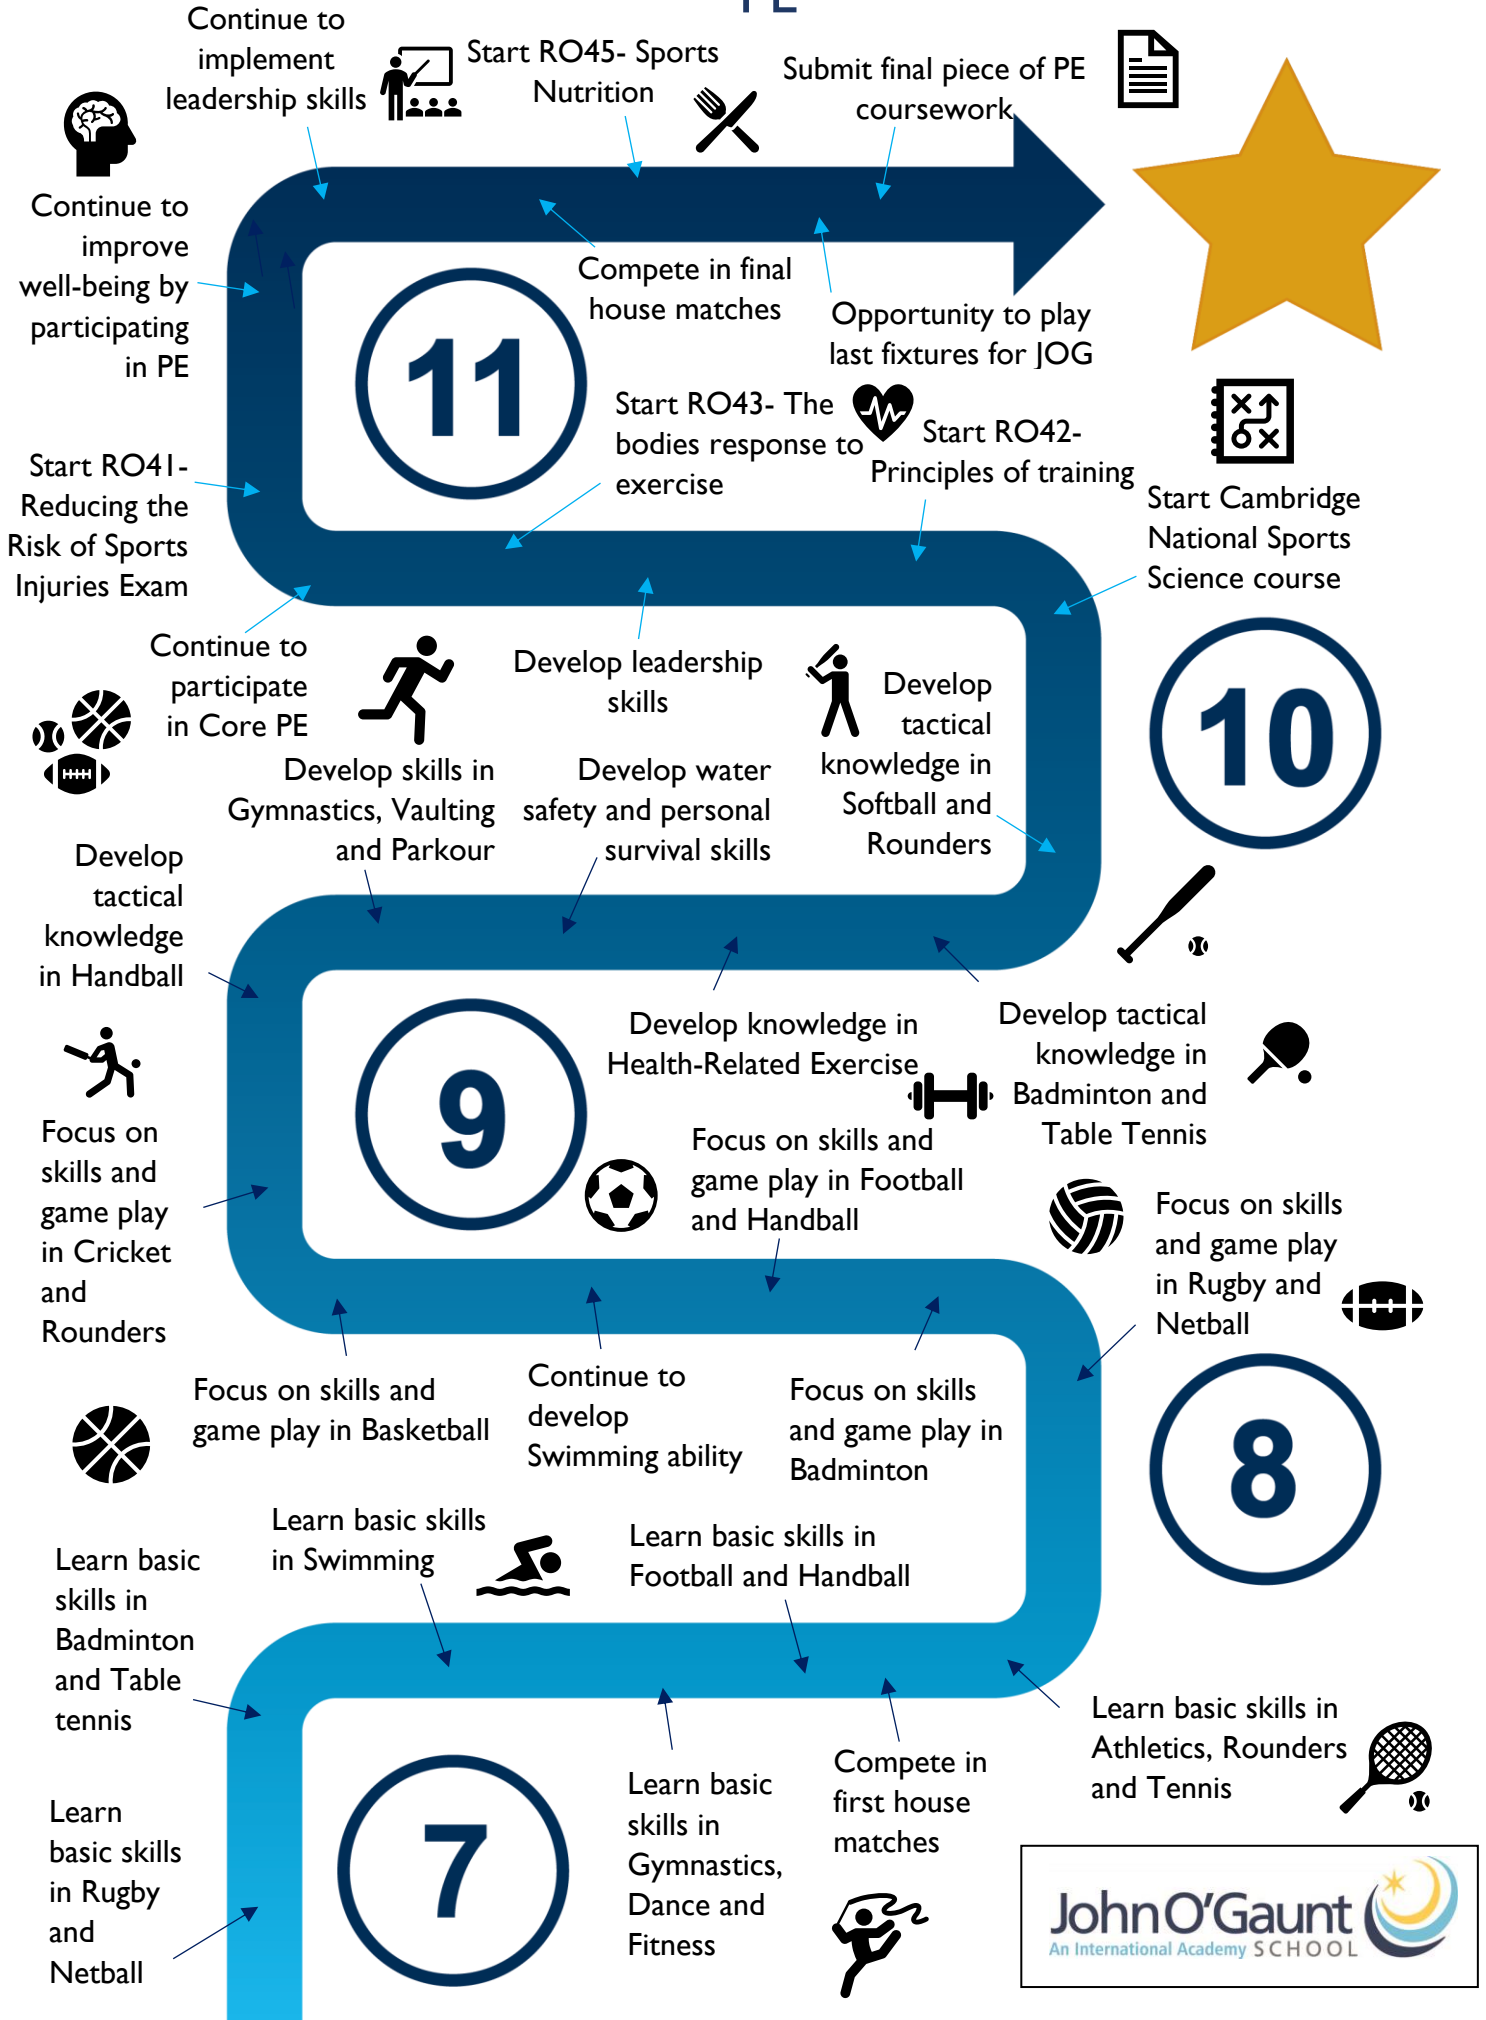 PE
Continue to
implement
leadership skills
Start RO45- Sports
Nutrition
Submit final piece of PE
coursework
Continue to
improve
well-being by
participating
in PE
Compete in final
house matches
Opportunity to play
last fixtures for JOG
11
Start RO43- The
bodies response to
exercise
Start RO42-
Principles of training
Start Cambridge
National Sports
Science course
Start RO41-
Reducing the
Risk of Sports
Injuries Exam
Continue to
participate
in Core PE
Develop leadership
skills
Develop
tactical
knowledge in
Softball and
Rounders
10
Develop skills in
Gymnastics, Vaulting
and Parkour
Develop water
safety and personal
survival skills
Develop
tactical
knowledge
in Handball
Develop knowledge in
Health-Related Exercise
Develop tactical
knowledge in
Badminton and
Table Tennis
9
Focus on
skills and
game play
in Cricket
and
Rounders
Focus on skills and
game play in Football
and Handball
Focus on skills
and game play
in Rugby and
Netball
Focus on skills and
game play in Basketball
Continue to
develop
Swimming ability
Focus on skills
and game play in
Badminton
8
Learn basic skills
in Swimming
Learn basic skills in
Football and Handball
Learn basic
skills in
Badminton
and Table
tennis
Learn basic skills in
Athletics, Rounders
and Tennis
Compete in
first house
matches
Learn basic
skills in
Gymnastics,
Dance and
Fitness
7
Learn
basic skills
in Rugby
and
Netball
John O'Gaunt
An International Academy SCHOOL